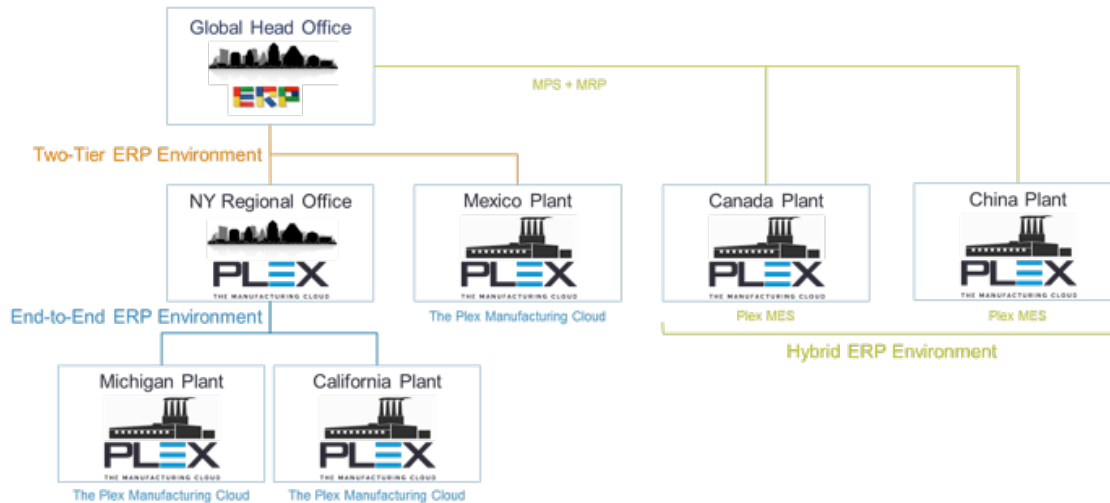 Global Head Office
ERP
MPS + MRP
Two-Tier ERP Environment
NY Regional Office
PLEX
THE MANUFACTURING CLOUD
Mexico Plant
PLEX
THE MANUFACTURING CLOUD
The Plex Manufacturing Cloud
Canada Plant
PLEX
THE MANUFACTURING CLOUD
Plex MES
China Plant
PLEX
THE MANUFACTURING CLOUD
Plex MES
Hybrid ERP Environment
End-to-End ERP Environment
Michigan Plant
PLEX
THE MANUFACTURING CLOUD
The Plex Manufacturing Cloud
California Plant
PLEX
THE MANUFACTURING CLOUD
The Plex Manufacturing Cloud